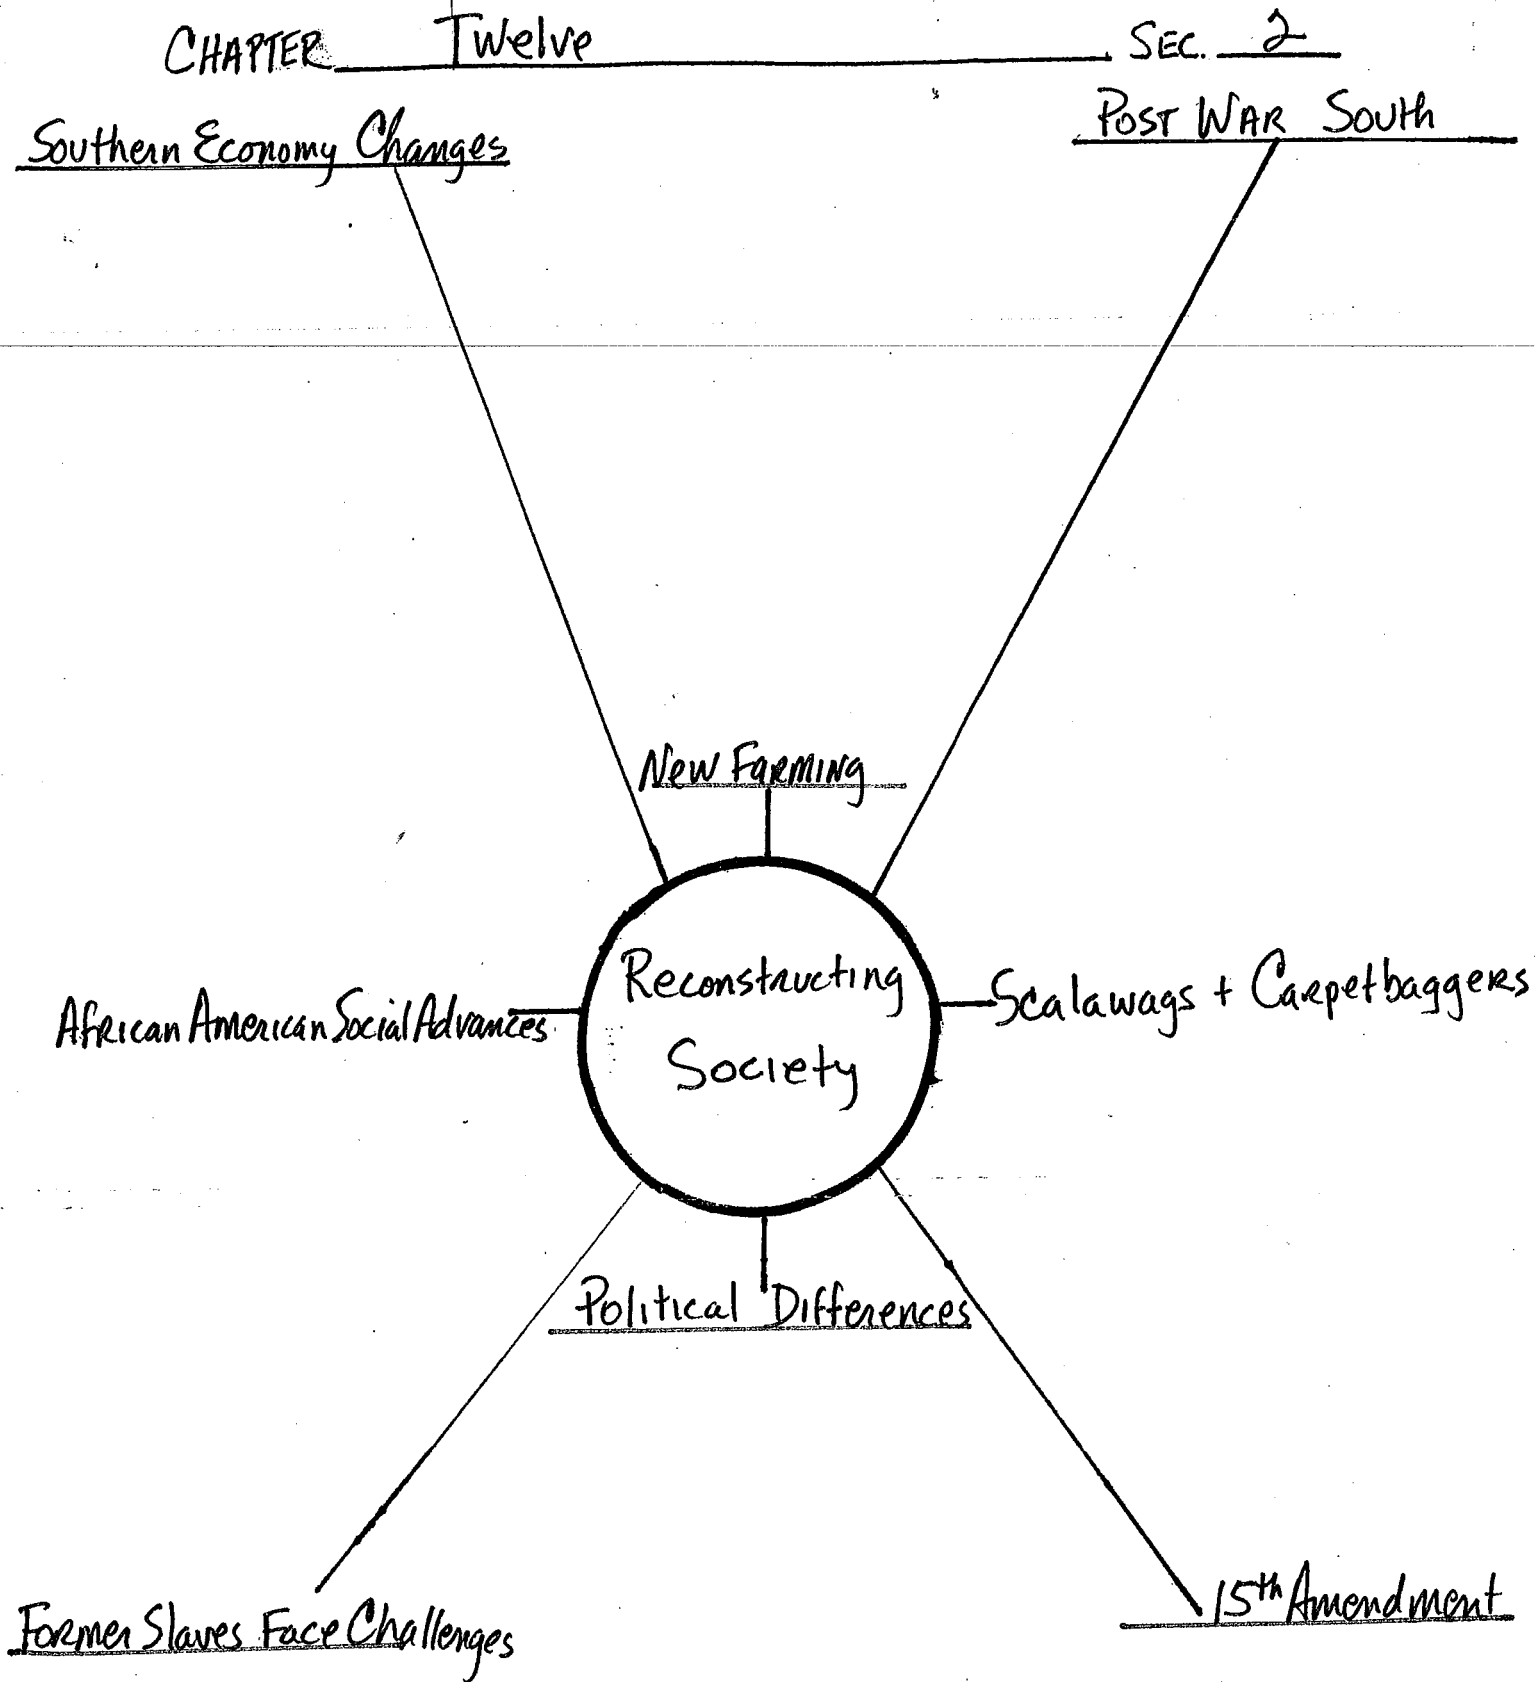 CHAPTER Twelve SEC. 2
Southern Economy Changes
Post War South
New Farming
Reconstructing
Society
African American Social Advances
Scalawags + Carpetbaggers
Political Differences
Former Slaves Face Challenges
15th Amendment